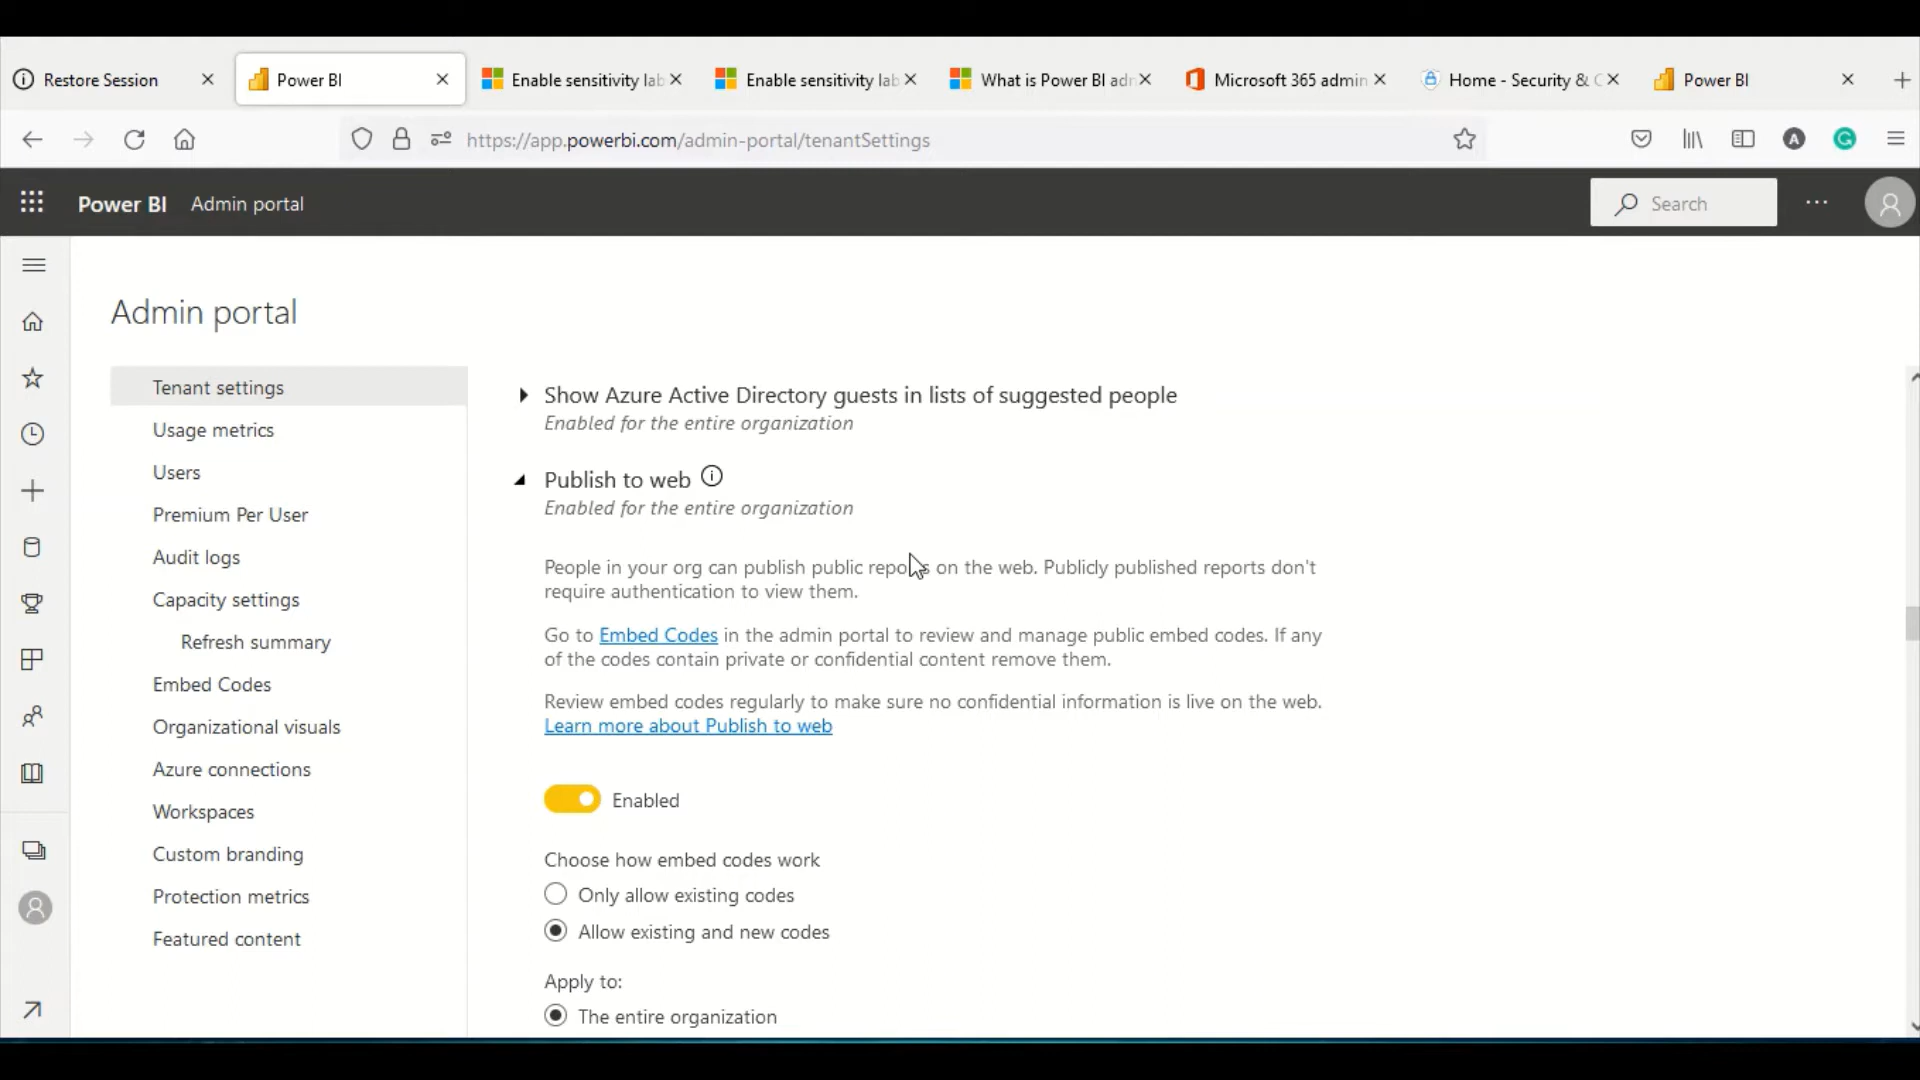 Restore Session
Power BI
Enable sensitivity lab
Enable sensitivity lab
What is Power BI adn
Microsoft 365 admin
Home - Security & C
Power BI
https://app.powerbi.com/admin-portal/tenantSettings
A
G
Power BI Admin portal
Search
Admin portal
Tenant settings
Usage metrics
Users
Premium Per User
Audit logs
Capacity settings
Refresh summary
Embed Codes
Organizational visuals
Azure connections
Workspaces
Custom branding
Protection metrics
Featured content
Show Azure Active Directory guests in lists of suggested people
Enabled for the entire organization
Publish to web
Enabled for the entire organization
People in your org can publish public reports on the web. Publicly published reports don't
require authentication to view them.
Go to Embed Codes in the admin portal to review and manage public embed codes. If any
of the codes contain private or confidential content remove them.
Review embed codes regularly to make sure no confidential information is live on the web.
Learn more about Publish to web
Enabled
Choose how embed codes work
Only allow existing codes
Allow existing and new codes
Apply to:
The entire organization